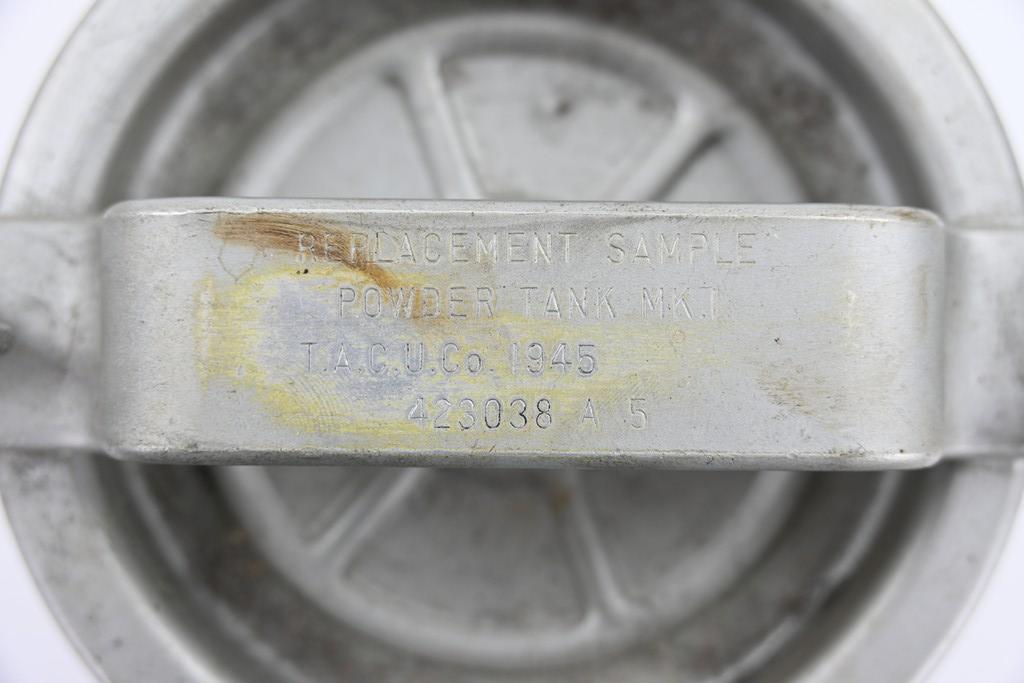 REPLACEMENT SAMPLE
POWDER TANK MK.I
T.A.C.U.Co. 1945
423038 A 5